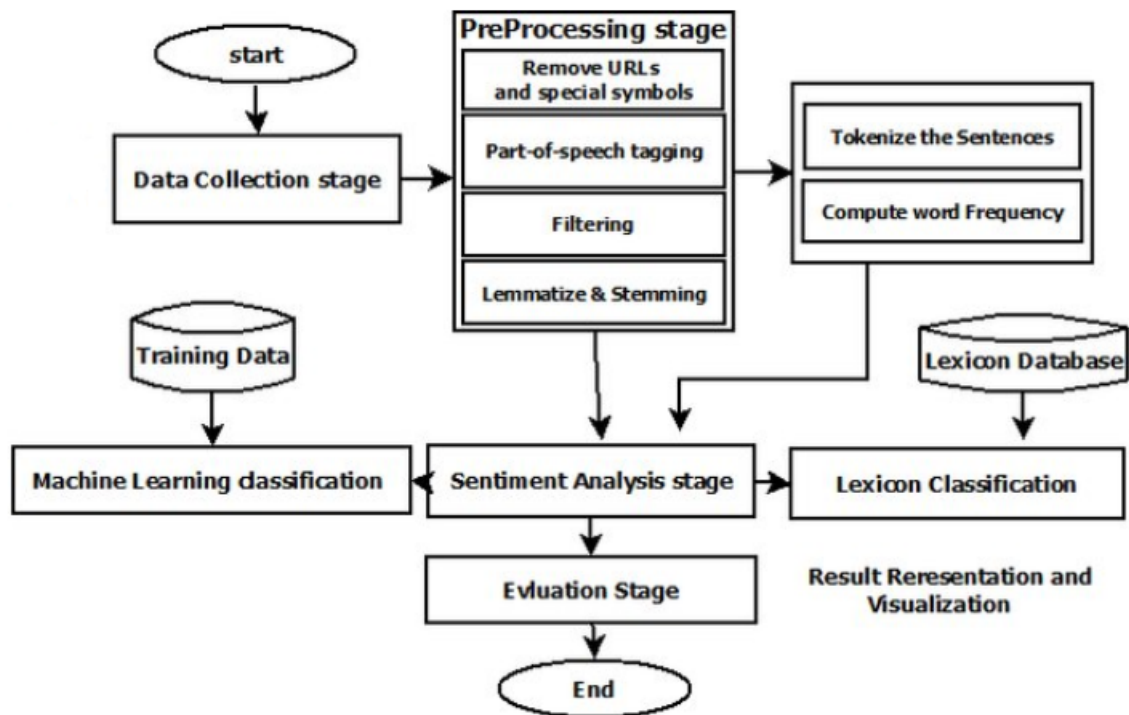 start
Data Collection stage
PreProcessing stage
Remove URLs
and special symbols
Part-of-speech tagging
Filtering
Lemmatize & Stemming
Tokenize the Sentences
Compute word Frequency
Training Data
Lexicon Database
Machine Learning classification
Sentiment Analysis stage
Lexicon Classification
Evluation Stage
Result Reresentation and
Visualization
End